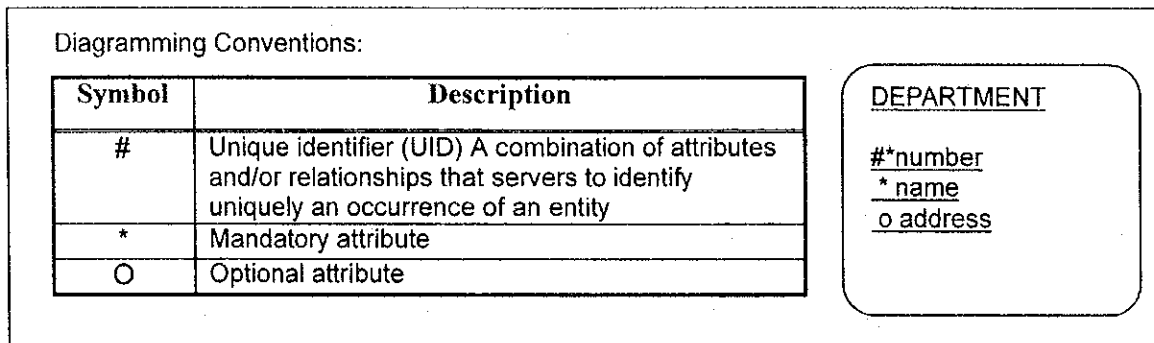 Diagramming Conventions:
Symbol Description
# Unique identifier (UID) A combination of attributes
and/or relationships that servers to identify
uniquely an occurrence of an entity
* Mandatory attribute
O Optional attribute
DEPARTMENT
#*number
* name
o address